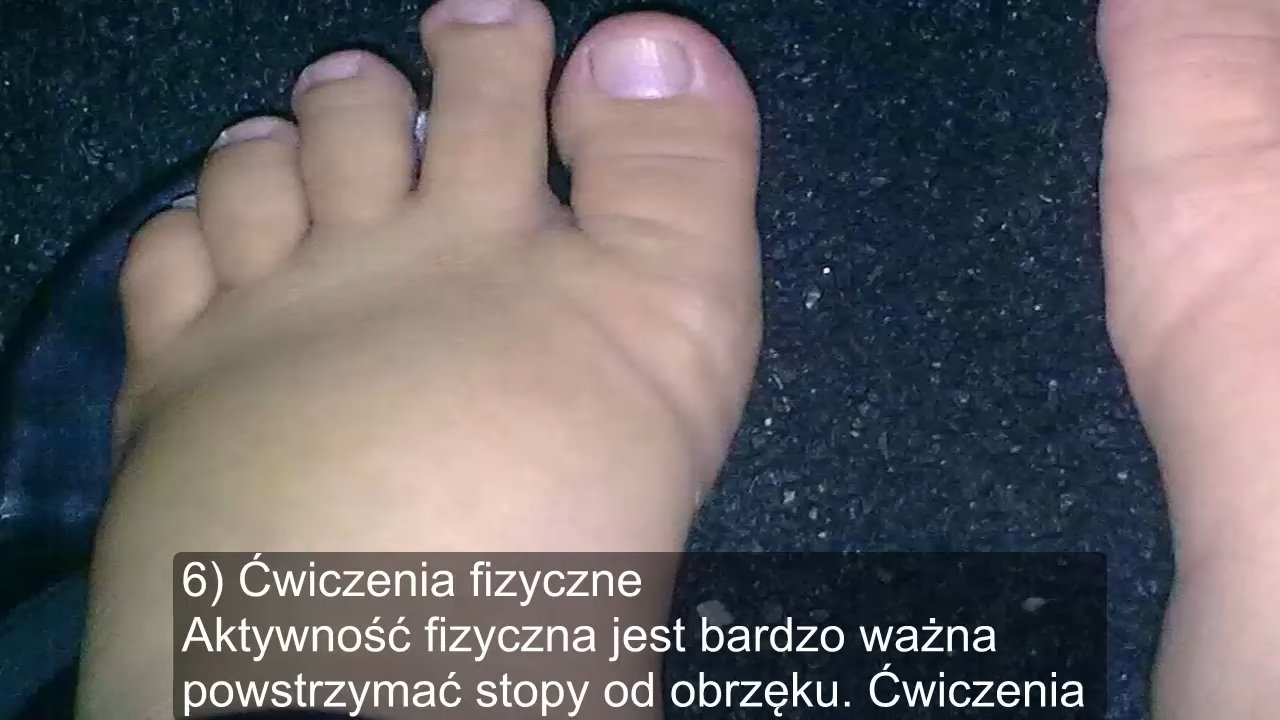 6) Ćwiczenia fizyczne
Aktywność fizyczna jest bardzo ważna
powstrzymać stopy od obrzęku. Ćwiczenia